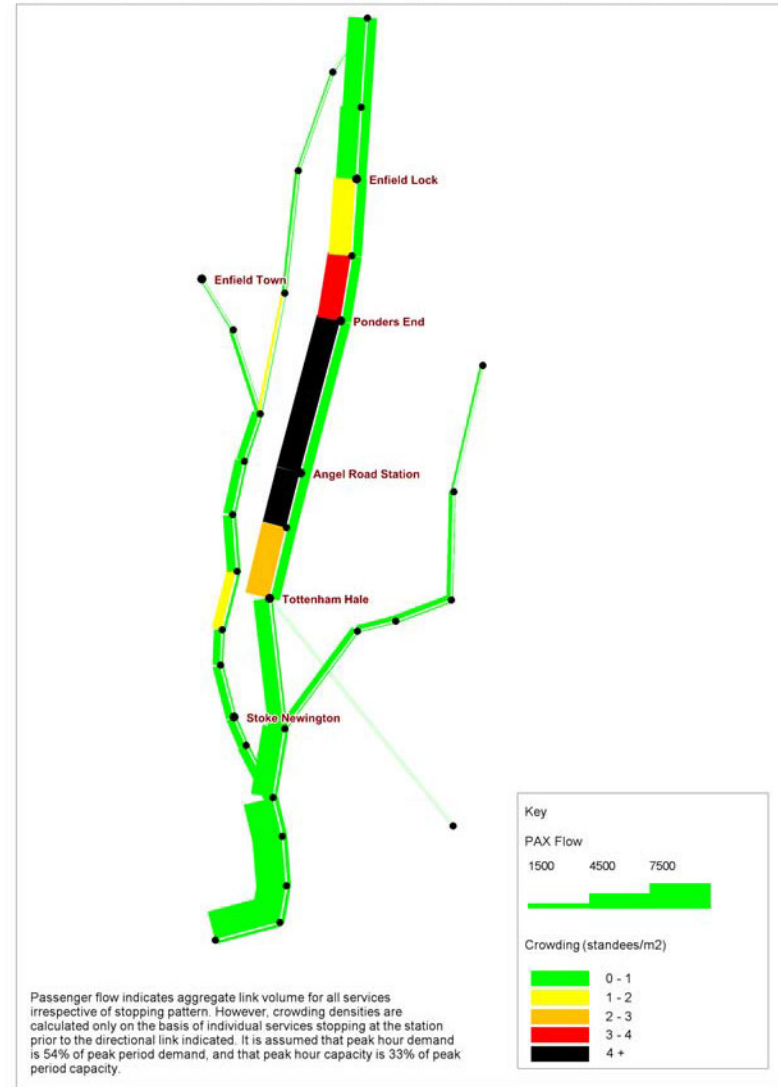 Enfield Lock
Enfield Town
Ponders End
Angel Road Station
Tottenham Hale
Stoke Newington
Key
PAX Flow
1500 4500 7500
Crowding (standees/m2)
0 - 1
1 - 2
2 - 3
3 - 4
4 +
Passenger flow indicates aggregate link volume for all services
irrespective of stopping pattern. However, crowding densities are
calculated only on the basis of individual services stopping at the station
prior to the directional link indicated. It is assumed that peak hour demand
is 54% of peak period demand, and that peak hour capacity is 33% of peak
period capacity.